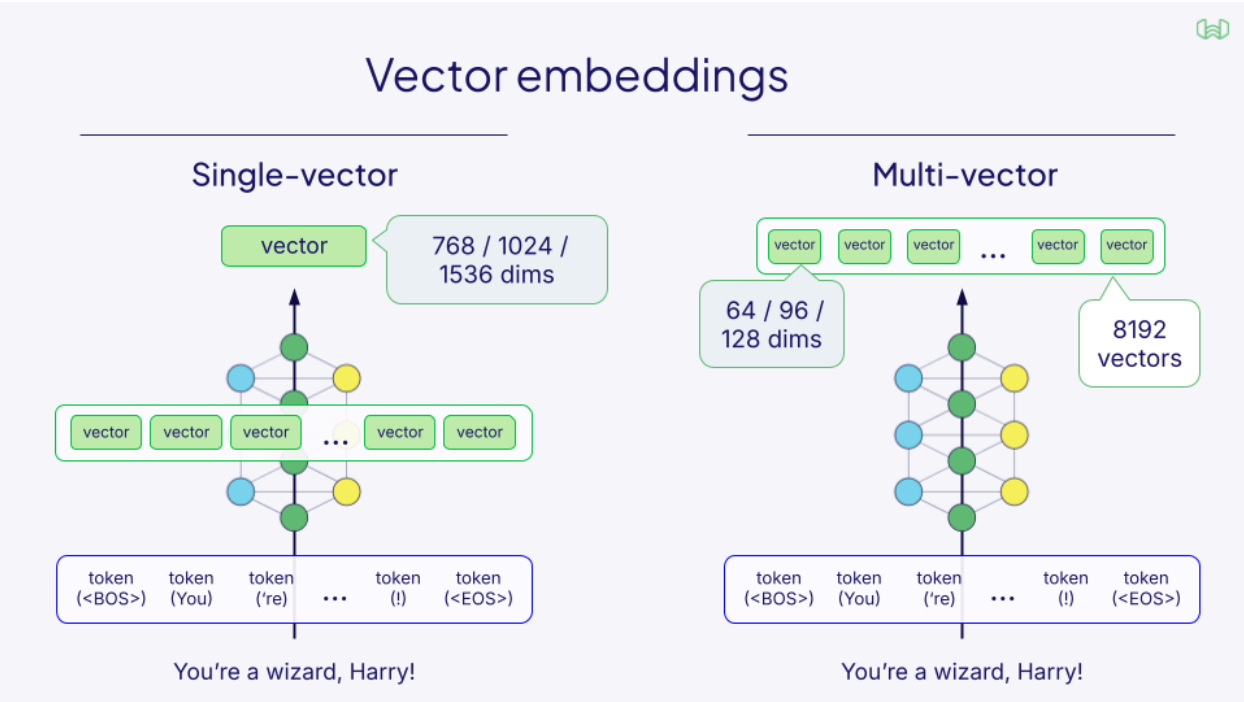 Vector embeddings
Single-vector
vector
768 / 1024 /
1536 dims
vector vector vector ... vector vector
token token token ... token token
(<BOS>) (You) (‘re) (!) (<EOS>)
You’re a wizard, Harry!
Multi-vector
vector vector vector ... vector vector
64 / 96 /
128 dims
8192
vectors
token token token ... token token
(<BOS>) (You) (‘re) (!) (<EOS>)
You’re a wizard, Harry!